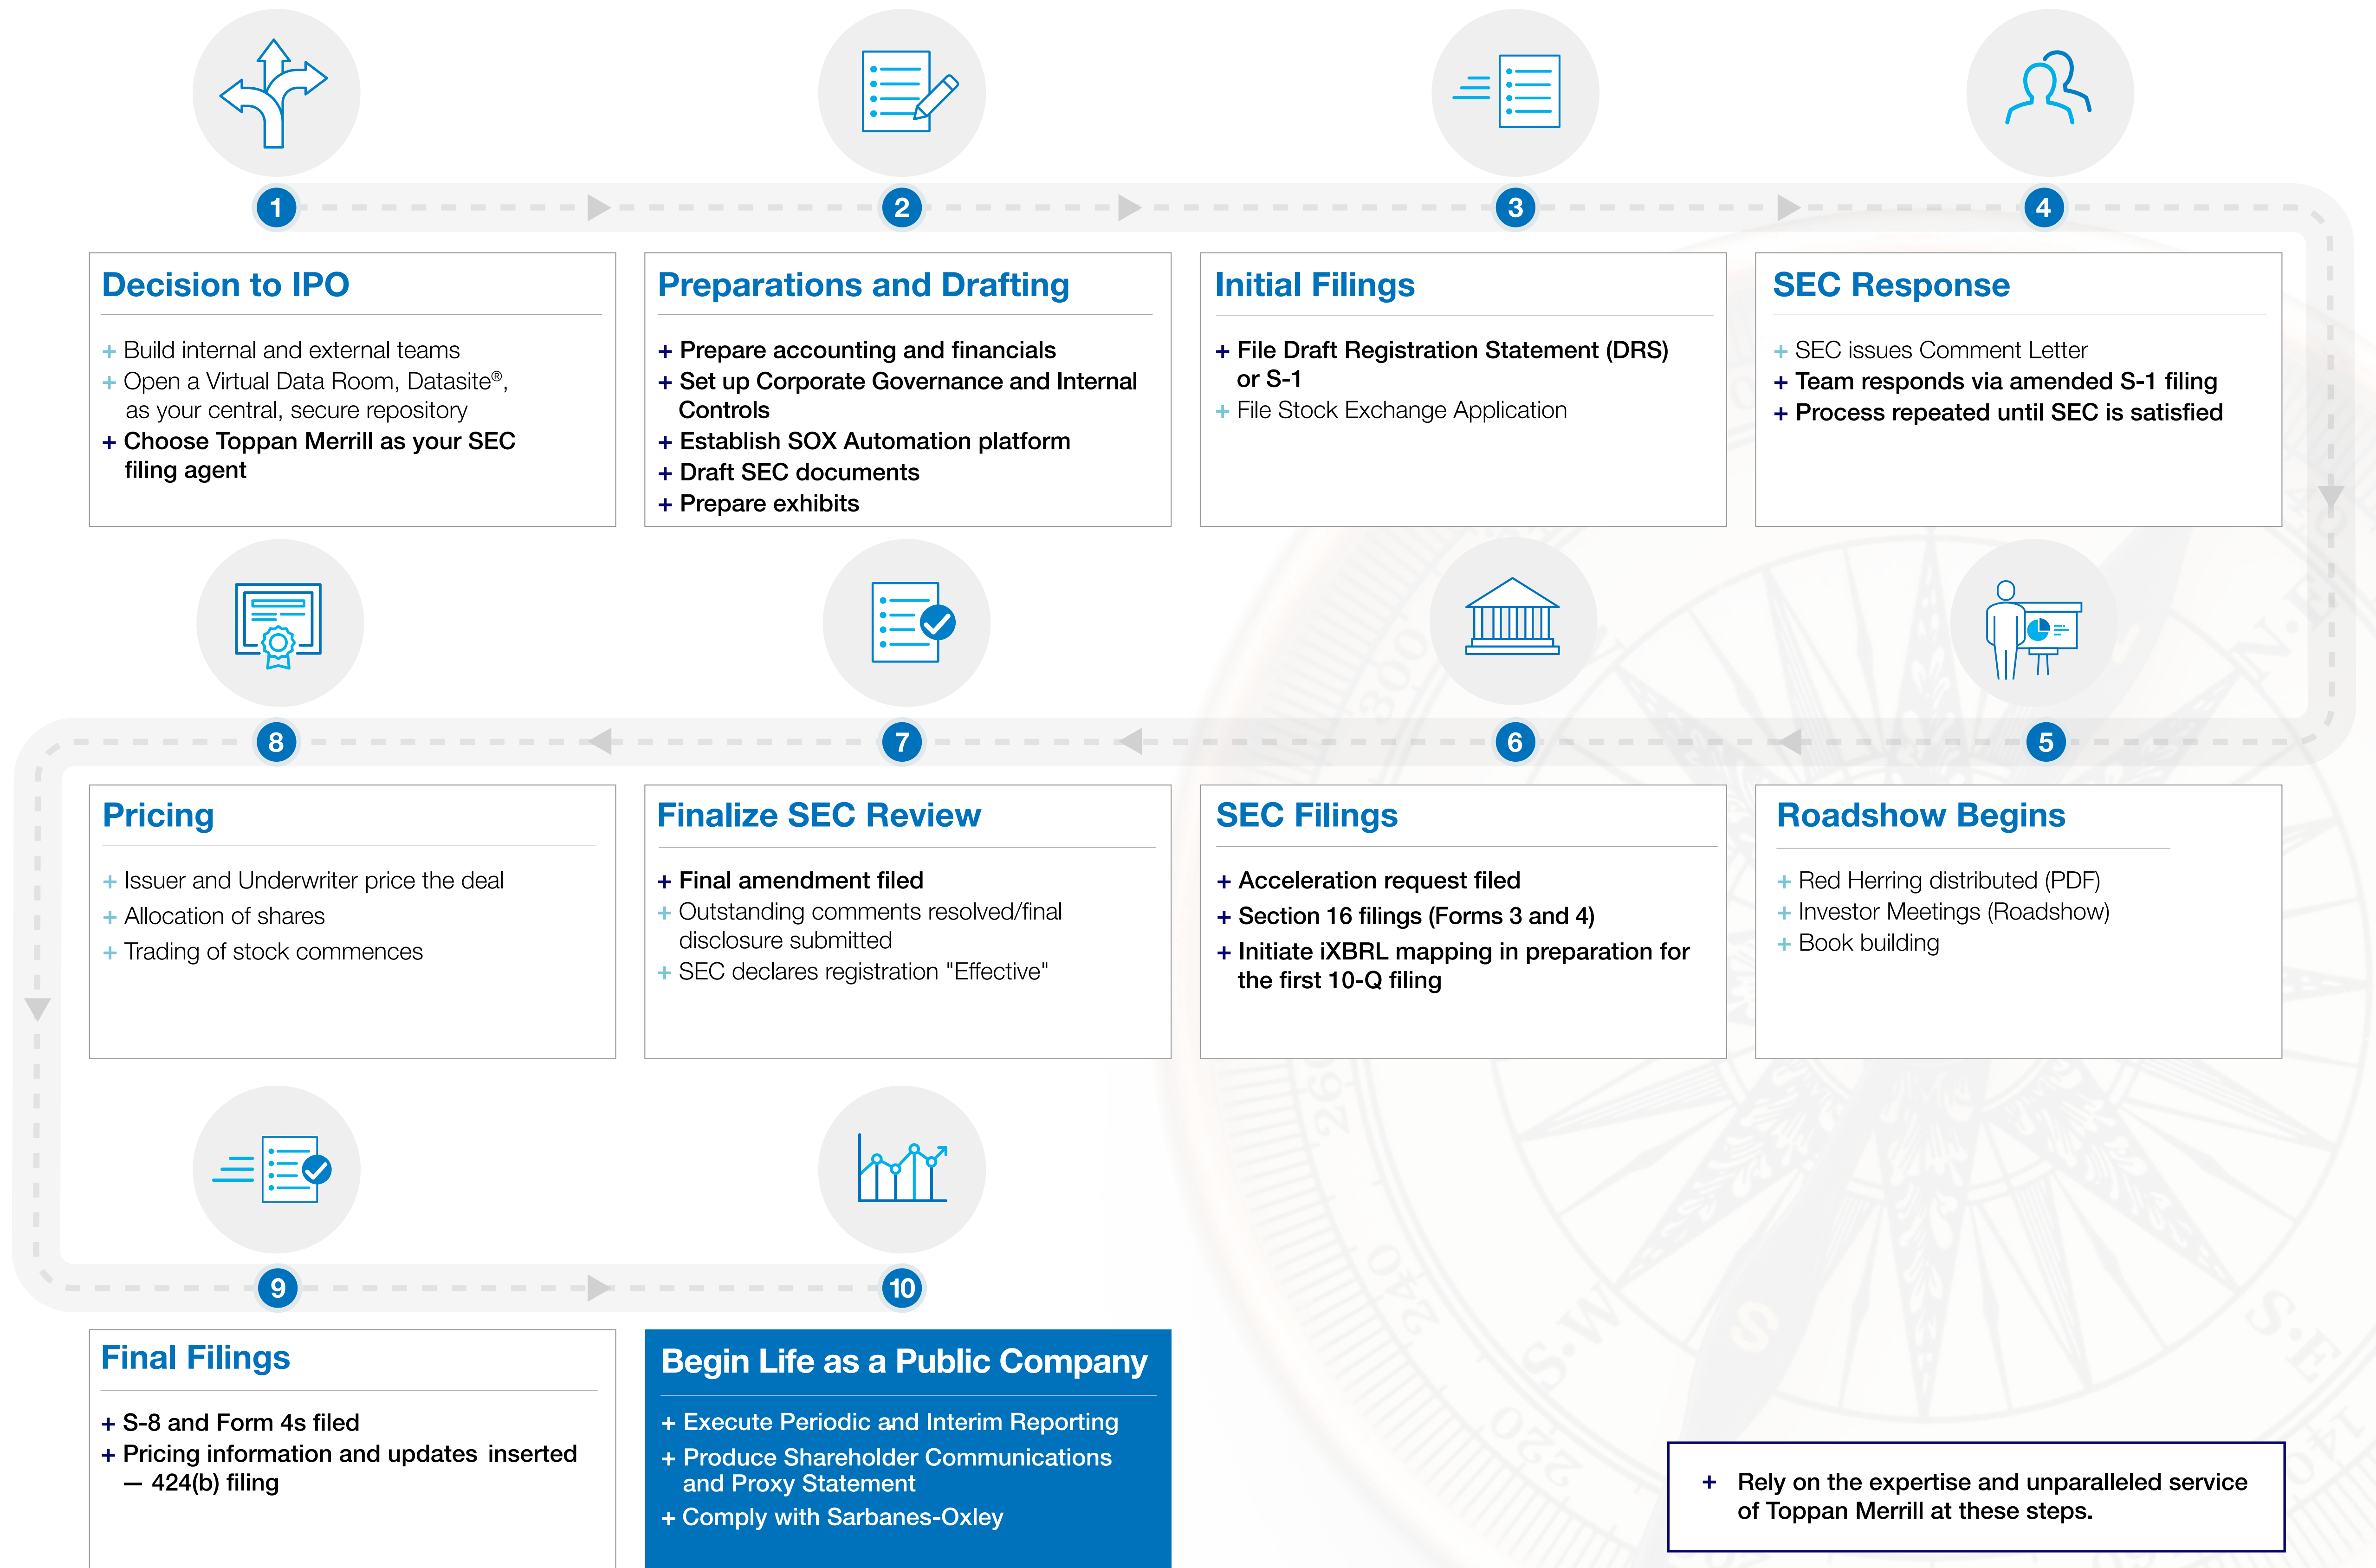 1
2
3
4
Decision to IPO
+ Build internal and external teams
+ Open a Virtual Data Room, Datasite®,
as your central, secure repository
+ Choose Toppan Merrill as your SEC
filing agent
Preparations and Drafting
+ Prepare accounting and financials
+ Set up Corporate Governance and Internal
Controls
+ Establish SOX Automation platform
+ Draft SEC documents
+ Prepare exhibits
Initial Filings
+ File Draft Registration Statement (DRS)
or S-1
+ File Stock Exchange Application
SEC Response
+ SEC issues Comment Letter
+ Team responds via amended S-1 filing
+ Process repeated until SEC is satisfied
5
6
7
8
Roadshow Begins
+ Red Herring distributed (PDF)
+ Investor Meetings (Roadshow)
+ Book building
SEC Filings
+ Acceleration request filed
+ Section 16 filings (Forms 3 and 4)
+ Initiate iXBRL mapping in preparation for
the first 10-Q filing
Finalize SEC Review
+ Final amendment filed
+ Outstanding comments resolved/final
disclosure submitted
+ SEC declares registration "Effective"
Pricing
+ Issuer and Underwriter price the deal
+ Allocation of shares
+ Trading of stock commences
9
10
Final Filings
+ S-8 and Form 4s filed
+ Pricing information and updates inserted
— 424(b) filing
Begin Life as a Public Company
+ Execute Periodic and Interim Reporting
+ Produce Shareholder Communications
and Proxy Statement
+ Comply with Sarbanes-Oxley
+ Rely on the expertise and unparalleled service
of Toppan Merrill at these steps.
N.E
S.W
S
S.E
300
240
220